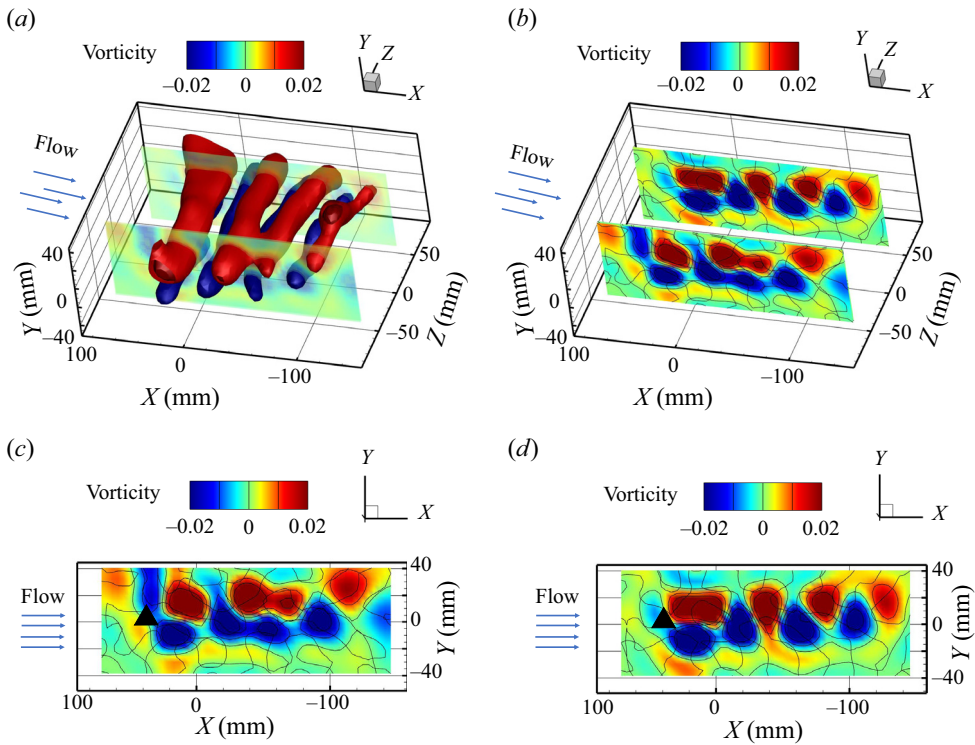 (a)
Vorticity
−0.02 0 0.02
Y
Z
X
Flow
40
0
−40
Y (mm)
100
0
−100
X (mm)
50
0
−50
Z (mm)
(b)
Vorticity
−0.02 0 0.02
Y
Z
X
Flow
40
0
−40
Y (mm)
100
0
−100
X (mm)
50
0
−50
Z (mm)
(c)
Vorticity
−0.02 0 0.02
Y
X
Flow
40
0
−40
Y (mm)
100 0 −100
X (mm)
(d)
Vorticity
−0.02 0 0.02
Y
X
Flow
40
0
−40
Y (mm)
100 0 −100
X (mm)